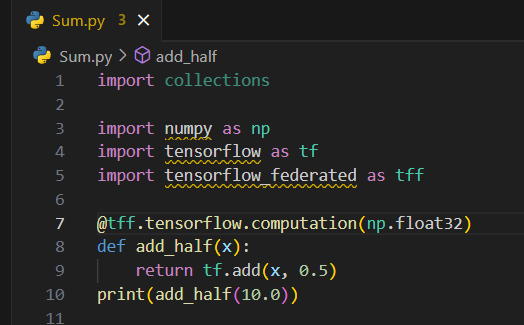 Sum.py 3 ×
Sum.py > add_half
1 import collections
2
3 import numpy as np
4 import tensorflow as tf
5 import tensorflow_federated as tff
6
7 @tff.tensorflow.computation(np.float32)
8 def add_half(x):
9     return tf.add(x, 0.5)
10 print(add_half(10.0))
11